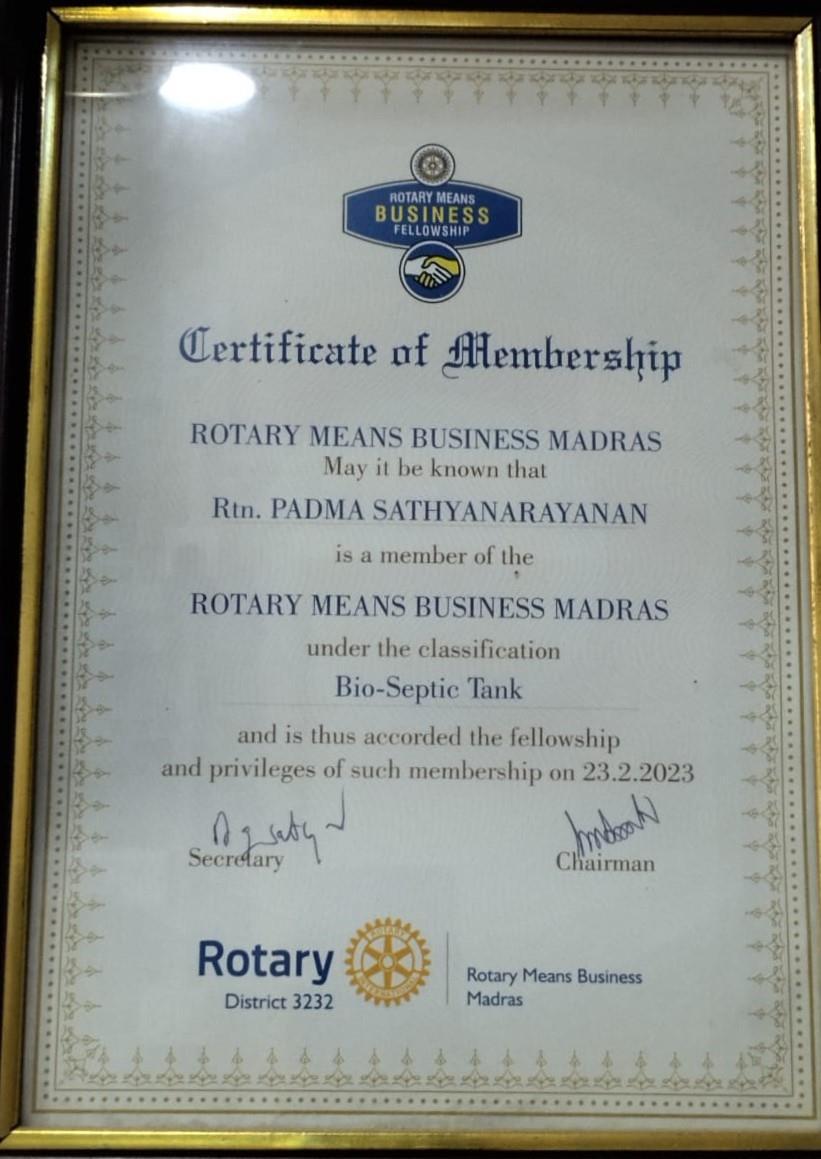 ROTARY MEANS
BUSINESS
FELLOWSHIP
Certificate of Membership
ROTARY MEANS BUSINESS MADRAS
May it be known that
Rtn. PADMA SATHYANARAYANAN
is a member of the
ROTARY MEANS BUSINESS MADRAS
under the classification
Bio-Septic Tank
and is thus accorded the fellowship
and privileges of such membership on 23.2.2023
Secretary
Chairman
Rotary
ROTARY
INTERNATIONAL
District 3232
Rotary Means Business
Madras